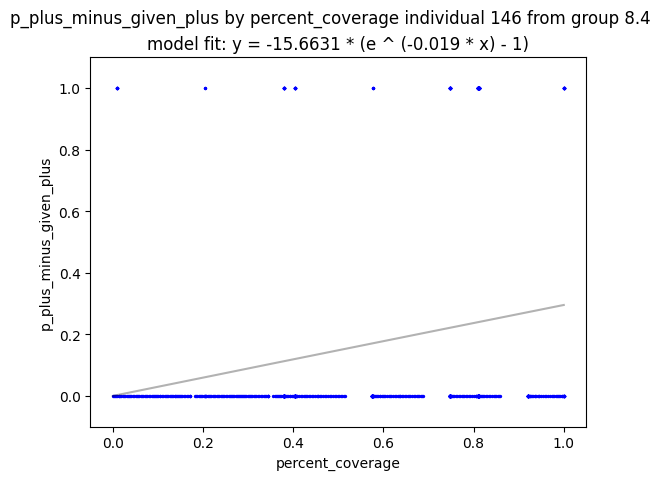 p_plus_minus_given_plus by percent_coverage individual 146 from group 8.4
model fit: y = -15.6631 * (e ^ (-0.019 * x) - 1)
1.0
0.8
0.6
0.4
0.2
0.0
p_plus_minus_given_plus
0.0 0.2 0.4 0.6 0.8 1.0
percent_coverage